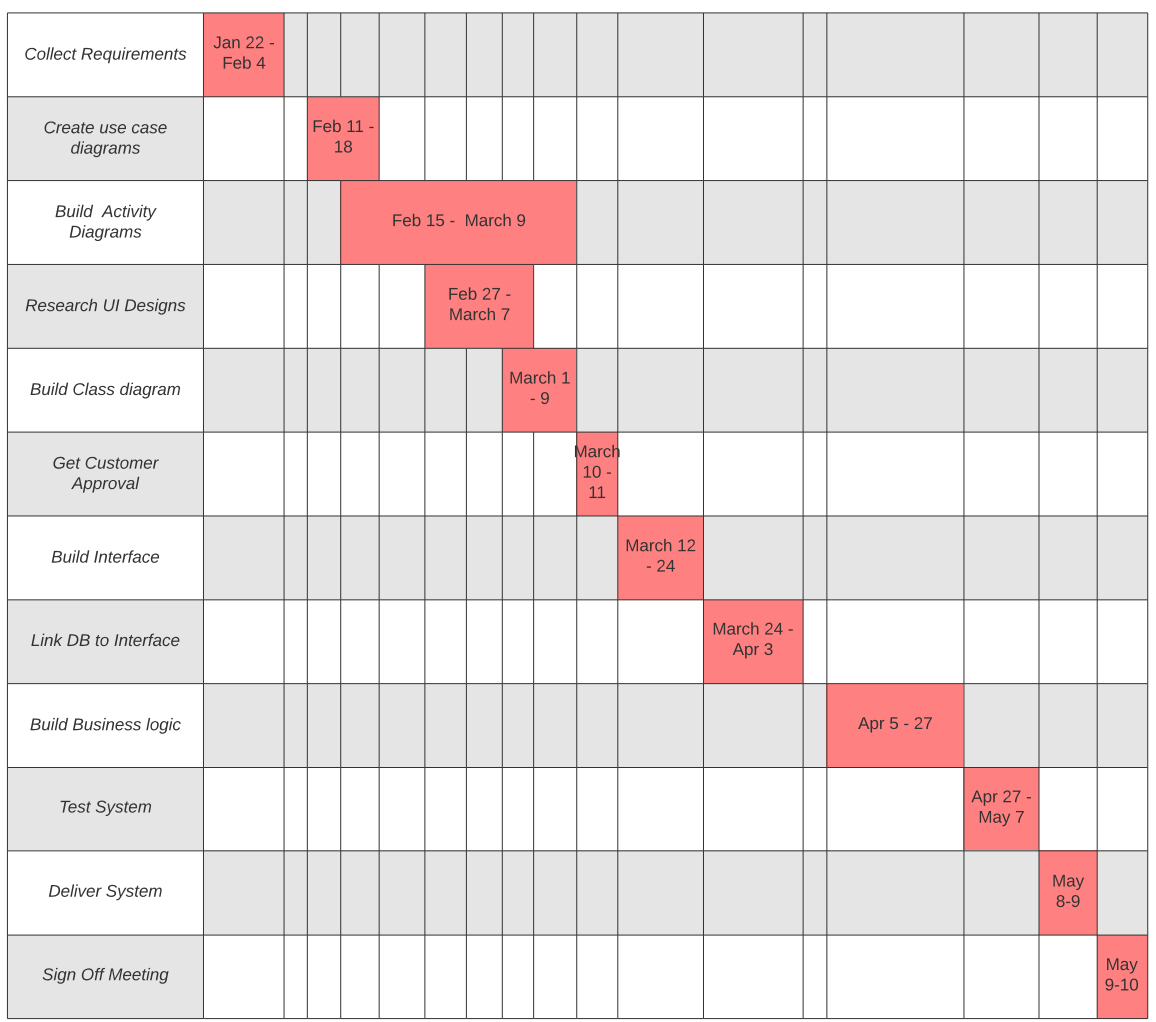 Collect Requirements
Jan 22 -
Feb 4
Create use case
diagrams
Feb 11 -
18
Build  Activity
Diagrams
Feb 15 -  March 9
Research UI Designs
Feb 27 -
March 7
Build Class diagram
March 1
- 9
Get Customer
Approval
March
10 -
11
Build Interface
March 12
- 24
Link DB to Interface
March 24 -
Apr 3
Build Business logic
Apr 5 - 27
Test System
Apr 27 -
May 7
Deliver System
May
8-9
Sign Off Meeting
May
9-10